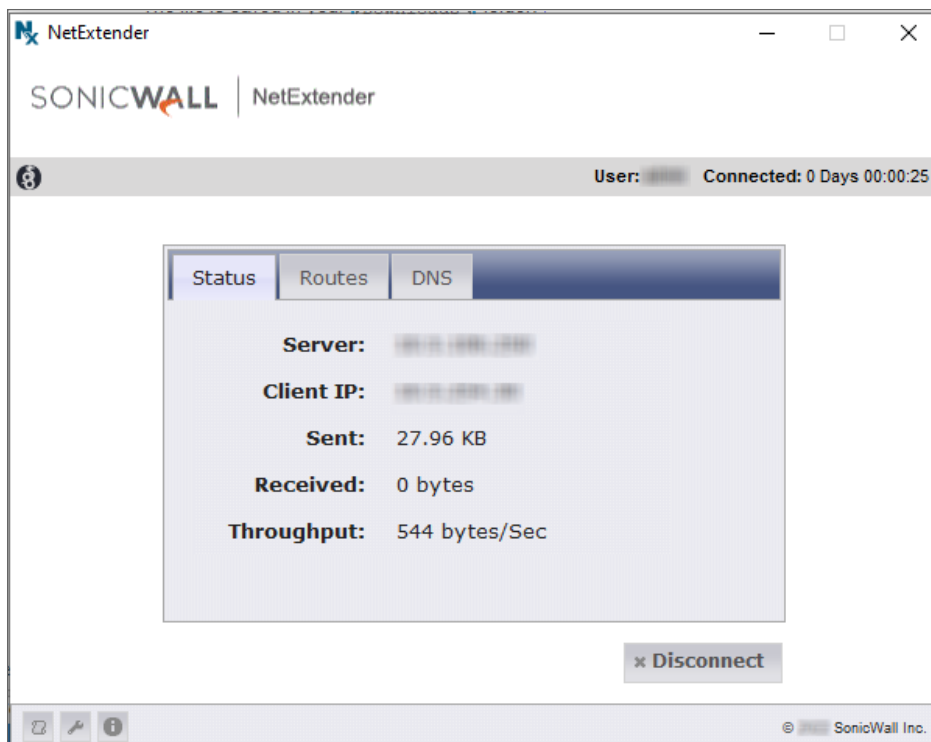 NetExtender
SONICWALL NetExtender
User: Connected: 0 Days 00:00:25
Status Routes DNS
Server:
Client IP:
Sent: 27.96 KB
Received: 0 bytes
Throughput: 544 bytes/Sec
Disconnect
© SonicWall Inc.